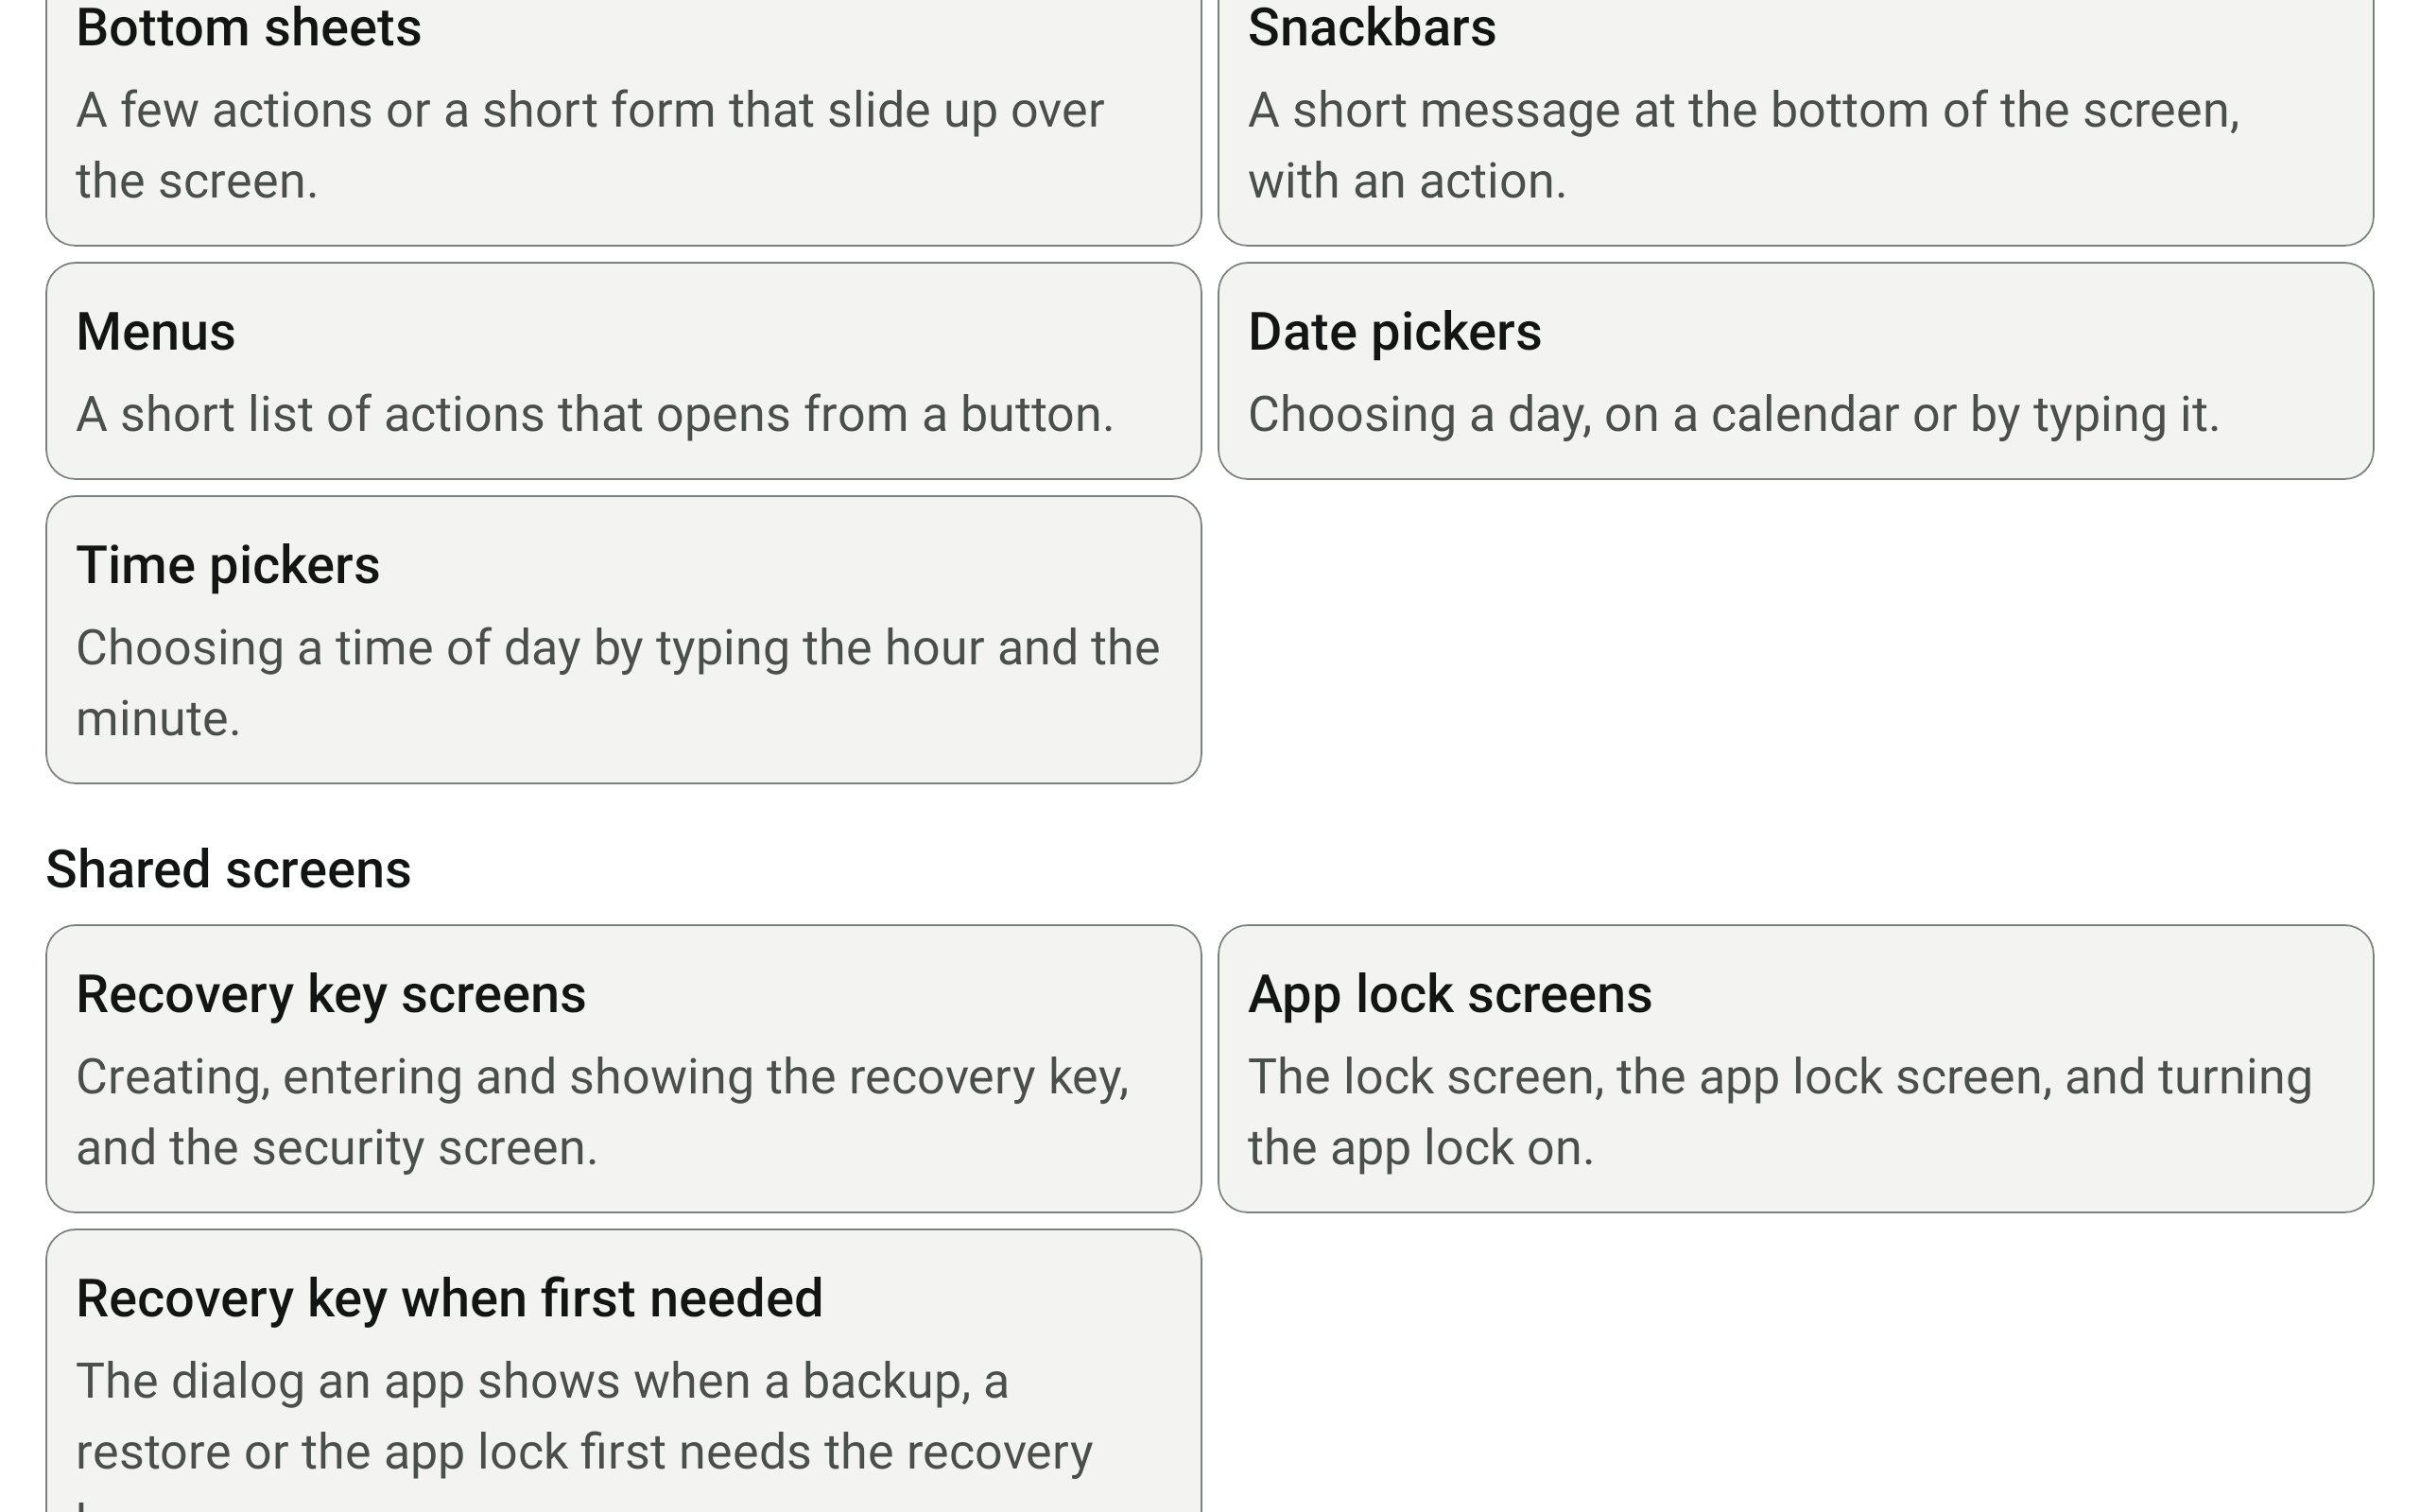 Bottom sheets
A few actions or a short form that slide up over
the screen.
Snackbars
A short message at the bottom of the screen,
with an action.
Menus
A short list of actions that opens from a button.
Date pickers
Choosing a day, on a calendar or by typing it.
Time pickers
Choosing a time of day by typing the hour and the
minute.
Shared screens
Recovery key screens
Creating, entering and showing the recovery key,
and the security screen.
App lock screens
The lock screen, the app lock screen, and turning
the app lock on.
Recovery key when first needed
The dialog an app shows when a backup, a
restore or the app lock first needs the recovery